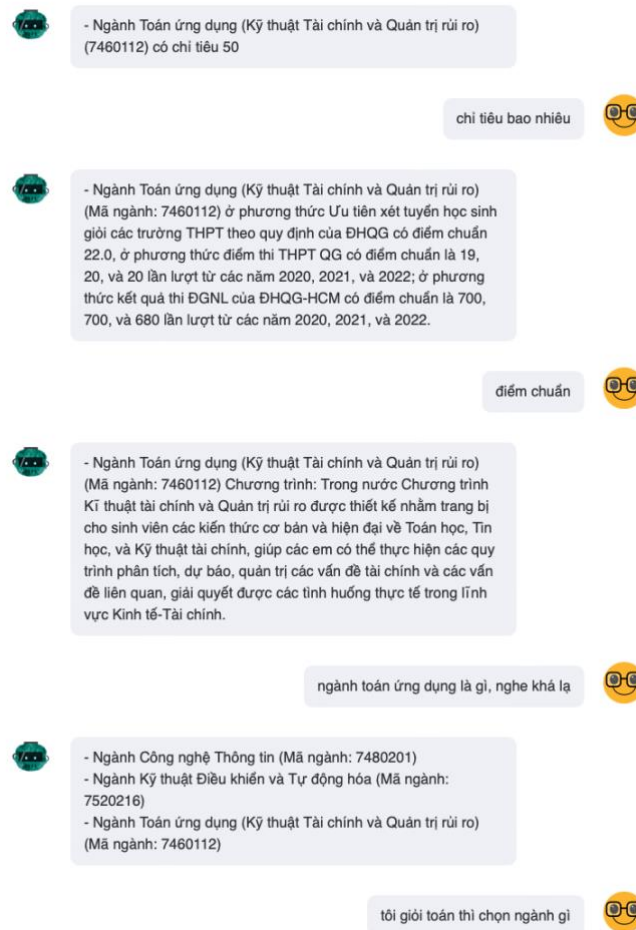 - Ngành Toán ứng dụng (Kỹ thuật Tài chính và Quản trị rủi ro)
(7460112) có chỉ tiêu 50
chỉ tiêu bao nhiêu
- Ngành Toán ứng dụng (Kỹ thuật Tài chính và Quản trị rủi ro)
(Mã ngành: 7460112) ở phương thức Ưu tiên xét tuyển học sinh
giỏi các trường THPT theo quy định của ĐHQG có điểm chuẩn
22.0, ở phương thức điểm thi THPT QG có điểm chuẩn là 19,
20, và 20 lần lượt từ các năm 2020, 2021, và 2022; ở phương
thức kết quả thi ĐGNL của ĐHQG-HCM có điểm chuẩn là 700,
700, và 680 lần lượt từ các năm 2020, 2021, và 2022.
điểm chuẩn
- Ngành Toán ứng dụng (Kỹ thuật Tài chính và Quản trị rủi ro)
(Mã ngành: 7460112) Chương trình: Trong nước Chương trình
Kĩ thuật tài chính và Quản trị rủi ro được thiết kế nhằm trang bị
cho sinh viên các kiến thức cơ bản và hiện đại về Toán học, Tin
học, và Kỹ thuật tài chính, giúp các em có thể thực hiện các quy
trình phân tích, dự báo, quản trị các vấn đề tài chính và các vấn
đề liên quan, giải quyết được các tình huống thực tế trong lĩnh
vực Kinh tế-Tài chính.
ngành toán ứng dụng là gì, nghe khá lạ
- Ngành Công nghệ Thông tin (Mã ngành: 7480201)
- Ngành Kỹ thuật Điều khiển và Tự động hóa (Mã ngành:
7520216)
- Ngành Toán ứng dụng (Kỹ thuật Tài chính và Quản trị rủi ro)
(Mã ngành: 7460112)
tôi giỏi toán thì chọn ngành gì